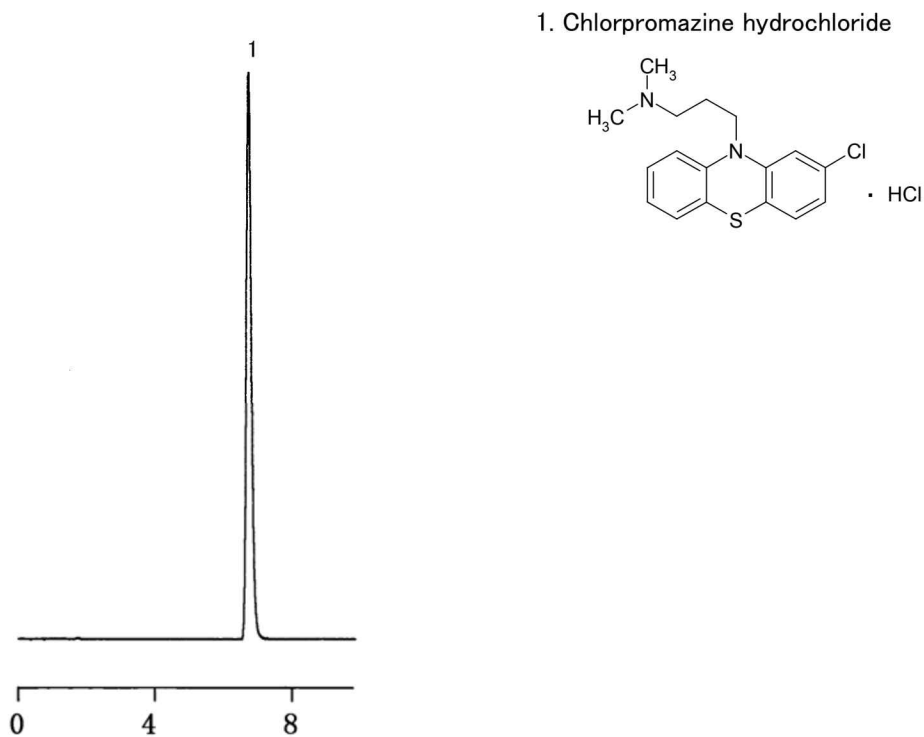 1. Chlorpromazine hydrochloride
1
CH₃
H₃C
N
N
Cl
S
· HCl
0 4 8